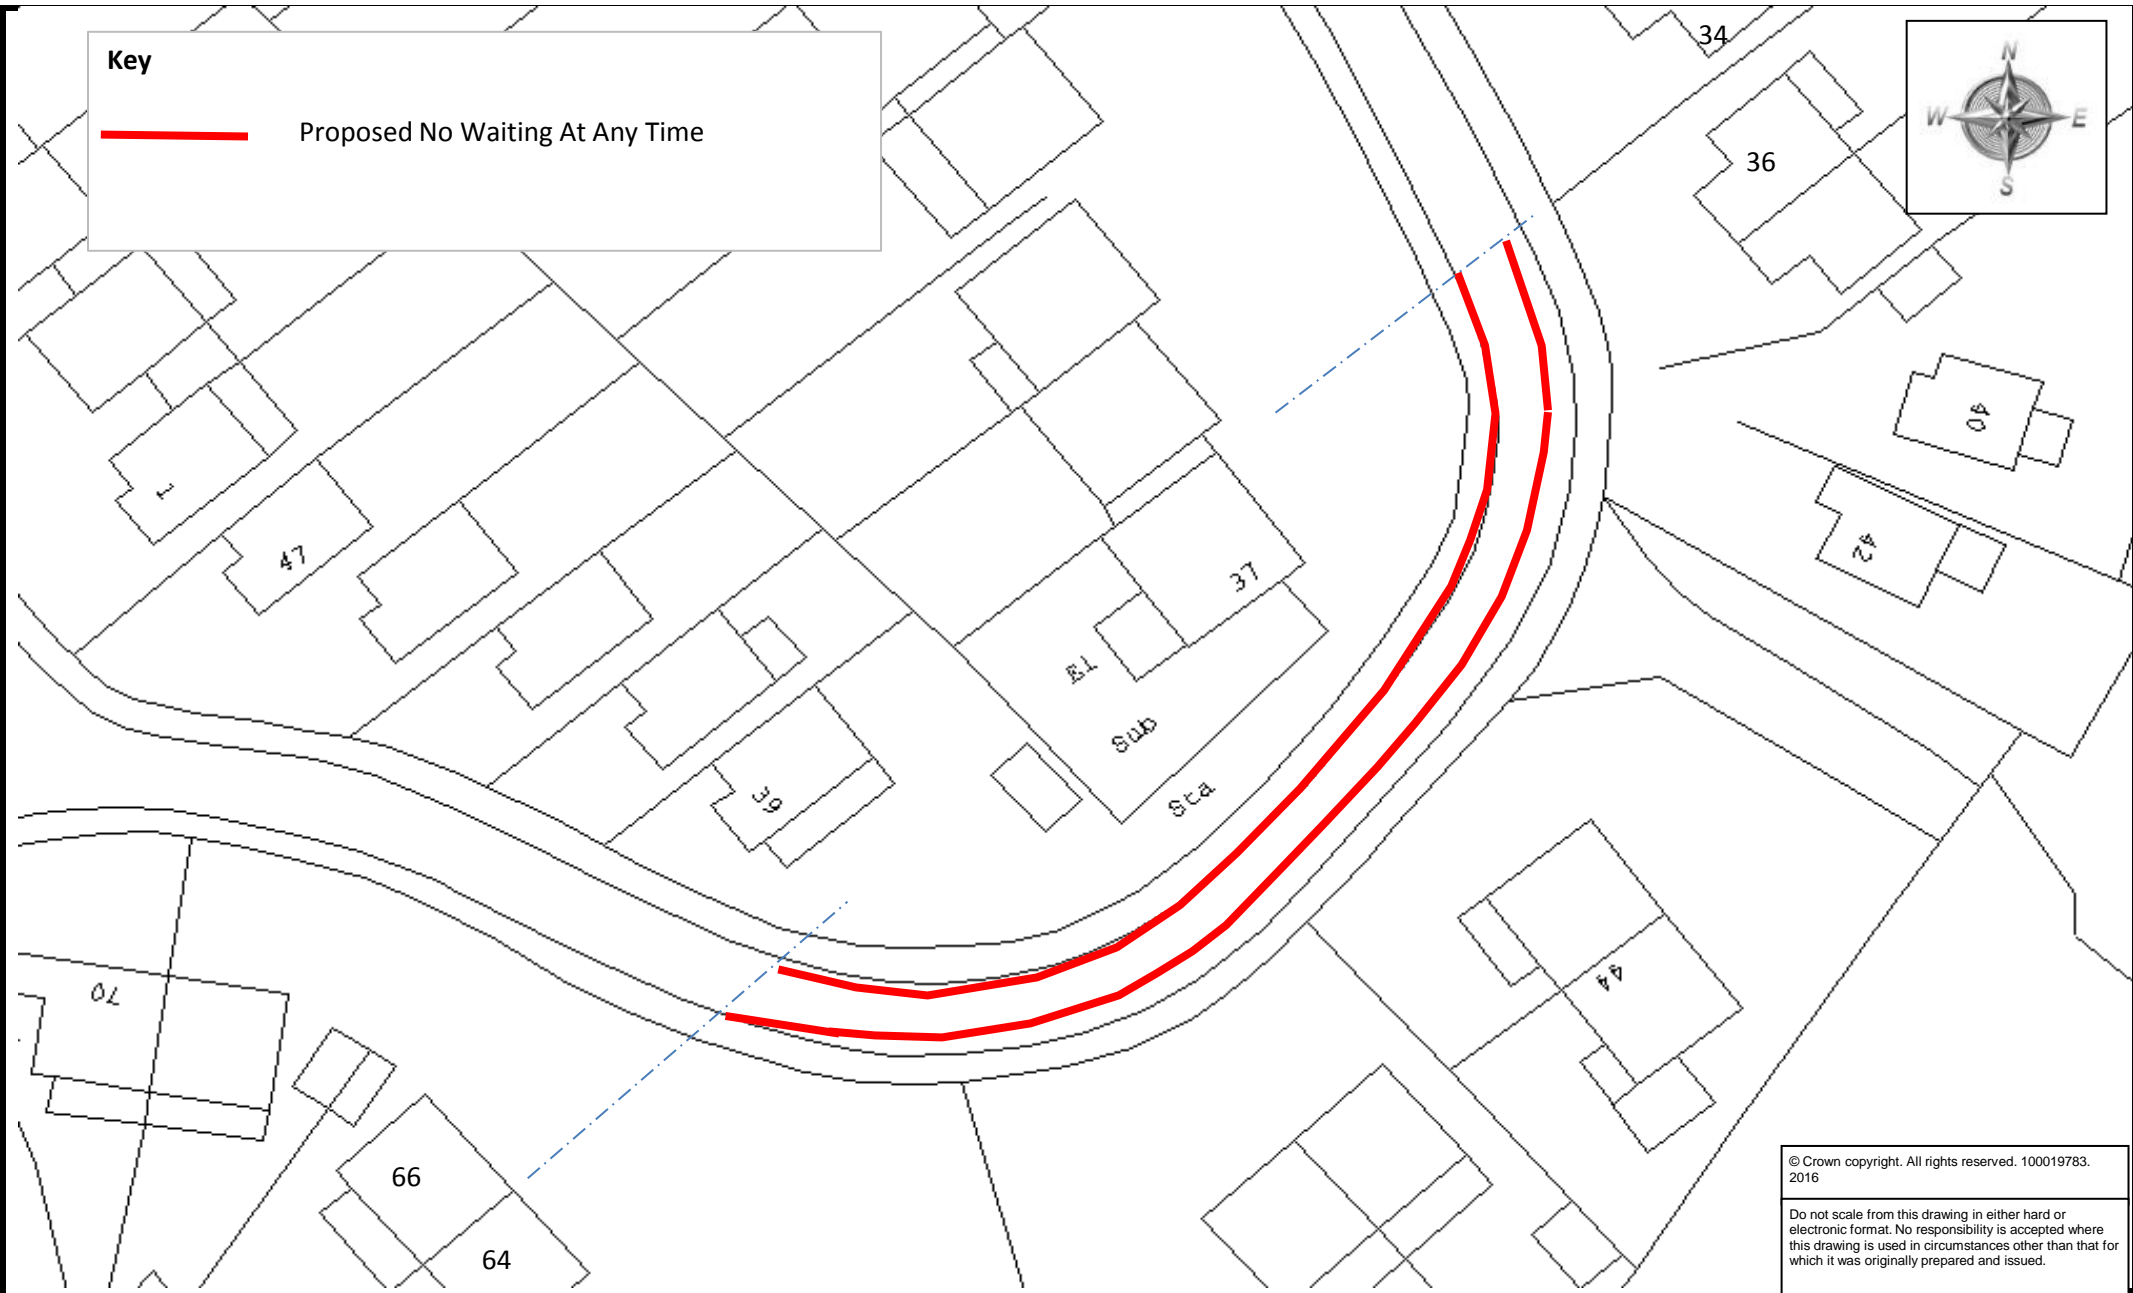 Key
Proposed No Waiting At Any Time
34
N
W
E
S
36
40
42
1
47
37
El
Sub
Sta
39
44
70
66
64
© Crown copyright. All rights reserved. 100019783.
2016
Do not scale from this drawing in either hard or
electronic format. No responsibility is accepted where
this drawing is used in circumstances other than that for
which it was originally prepared and issued.